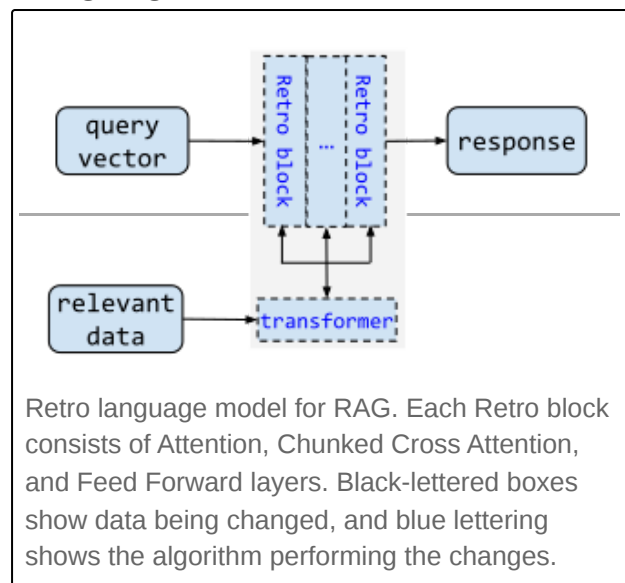 query
vector
Retro block
...
Retro block
response
relevant
data
transformer
Retro language model for RAG. Each Retro block
consists of Attention, Chunked Cross Attention,
and Feed Forward layers. Black-lettered boxes
show data being changed, and blue lettering
shows the algorithm performing the changes.